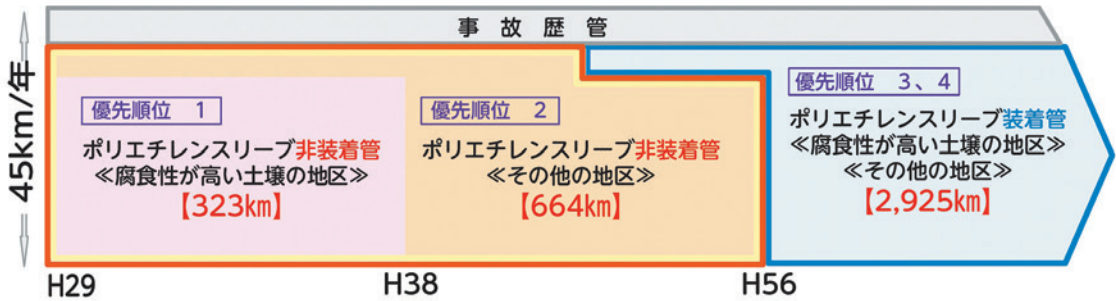 事故歴管
45km/年
優先順位 1
ポリエチレンスリーブ非装着管
≪腐食性が高い土壌の地区≫
【323㎞】
優先順位 2
ポリエチレンスリーブ非装着管
≪その他の地区≫
【664㎞】
優先順位 3、4
ポリエチレンスリーブ装着管
≪腐食性が高い土壌の地区≫
≪その他の地区≫
【2,925㎞】
H29
H38
H56